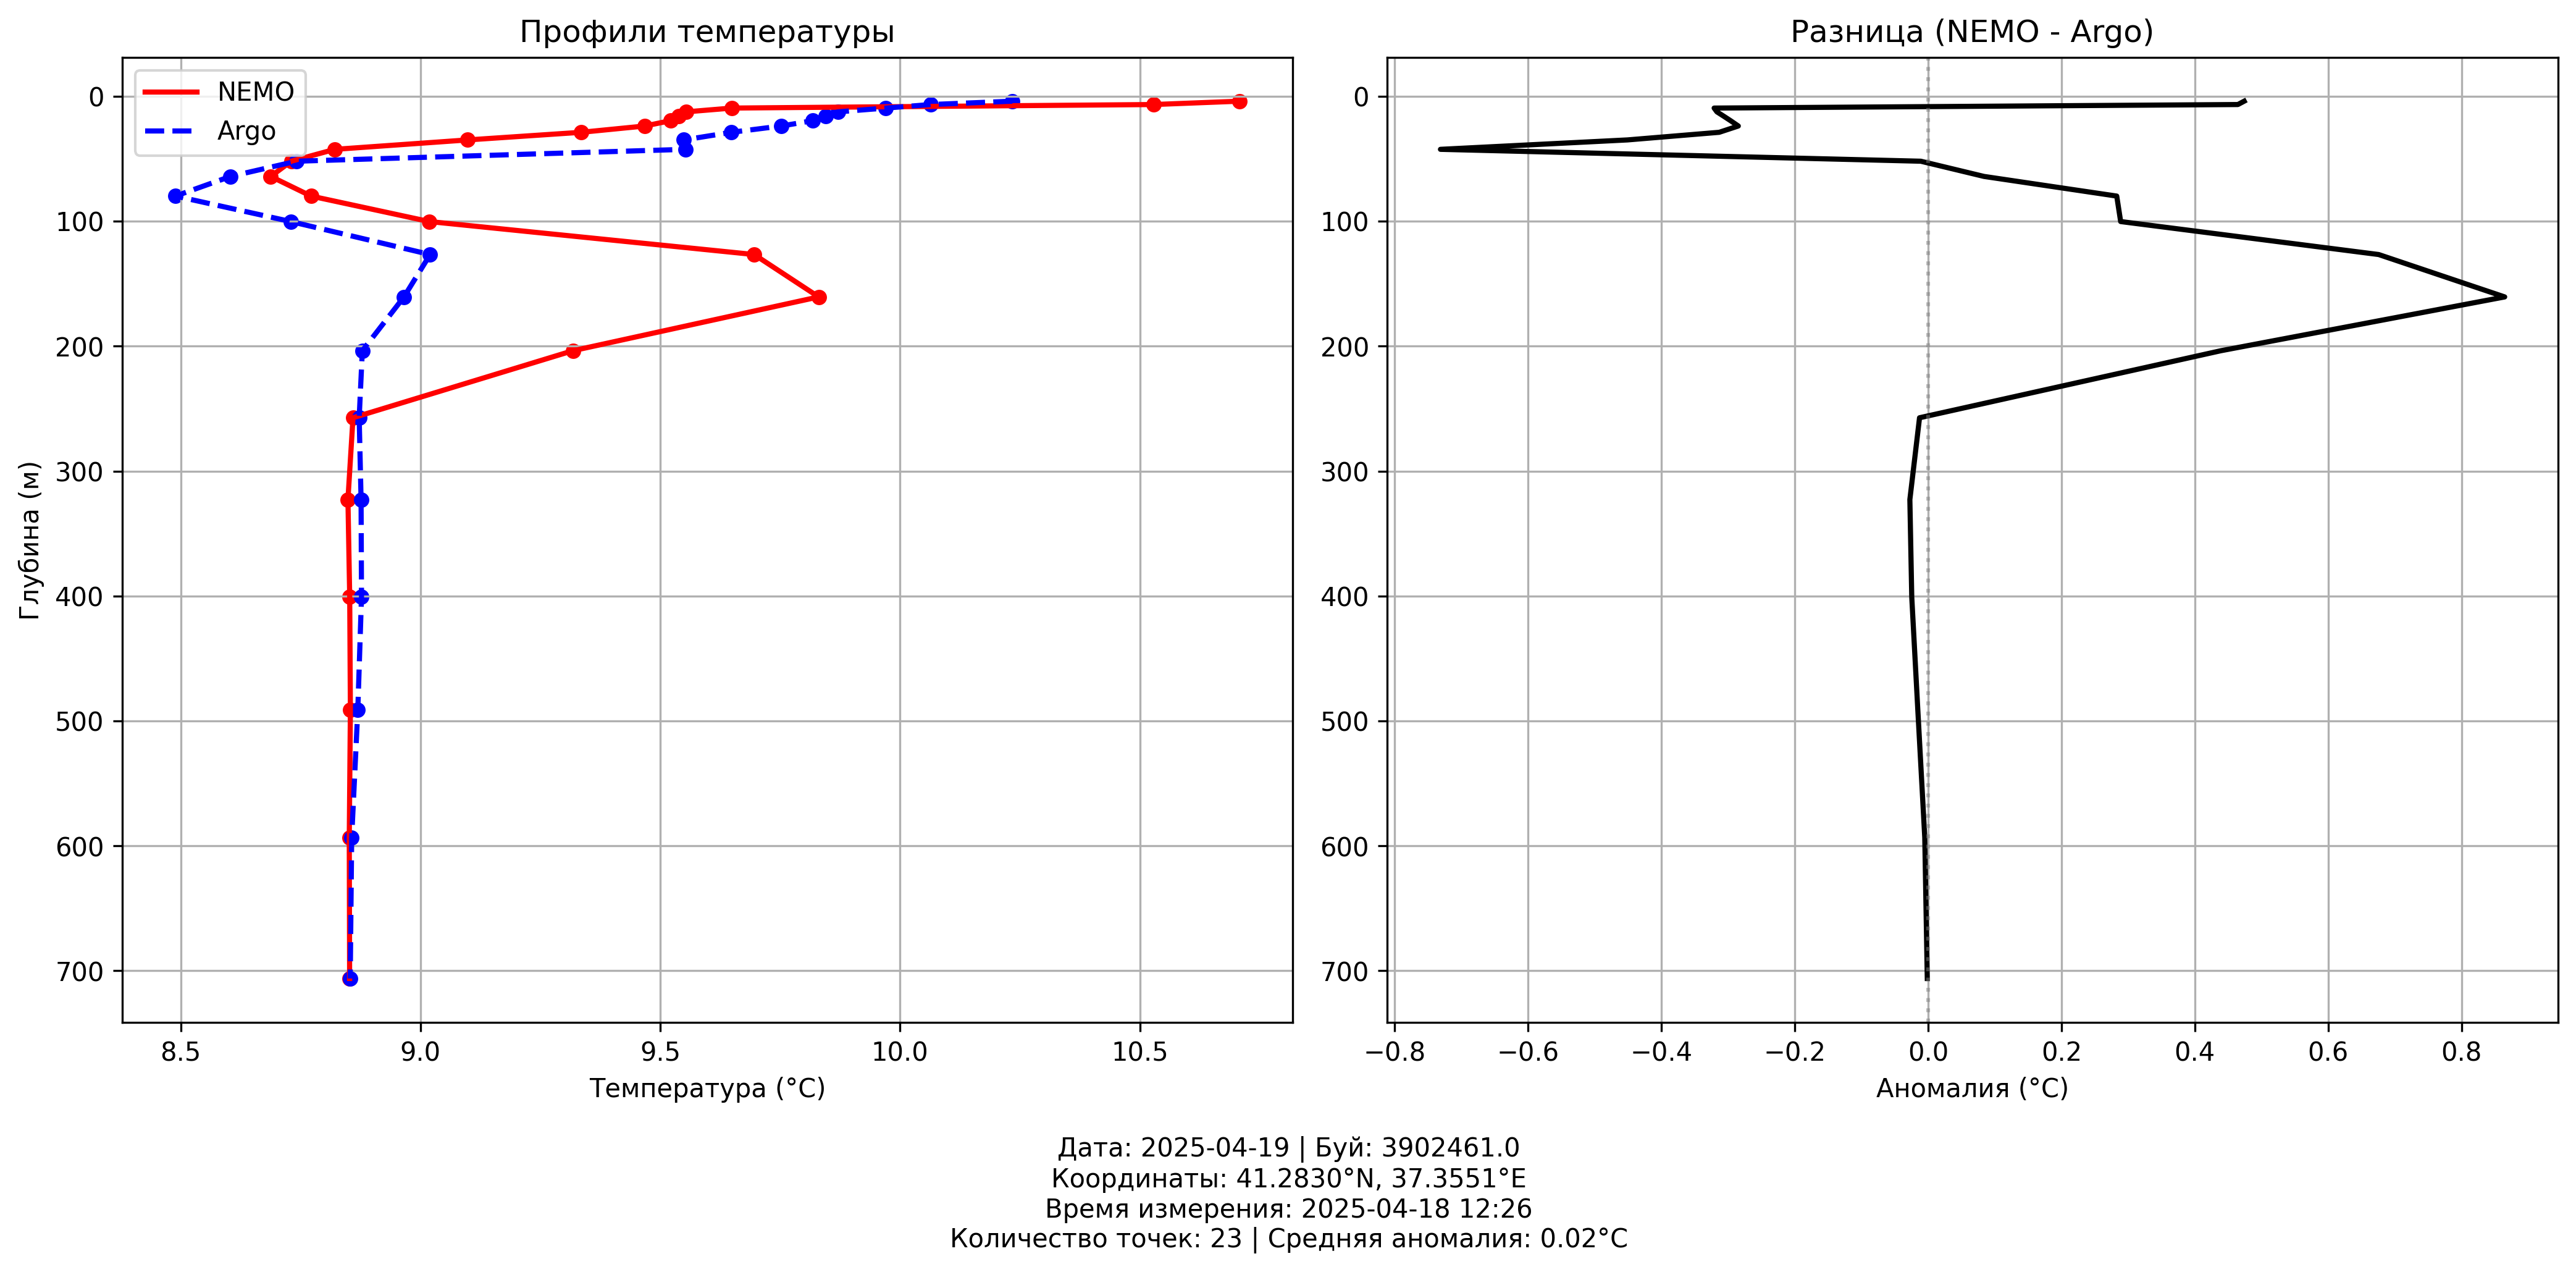 Профили температуры
NEMO
Argo
0
100
200
300
400
500
600
700
Глубина (м)
8.5 9.0 9.5 10.0 10.5
Температура (°C)
Разница (NEMO - Argo)
0
100
200
300
400
500
600
700
−0.8 −0.6 −0.4 −0.2 0.0 0.2 0.4 0.6 0.8
Аномалия (°C)
Дата: 2025-04-19 | Буй: 3902461.0
Координаты: 41.2830°N, 37.3551°E
Время измерения: 2025-04-18 12:26
Количество точек: 23 | Средняя аномалия: 0.02°C